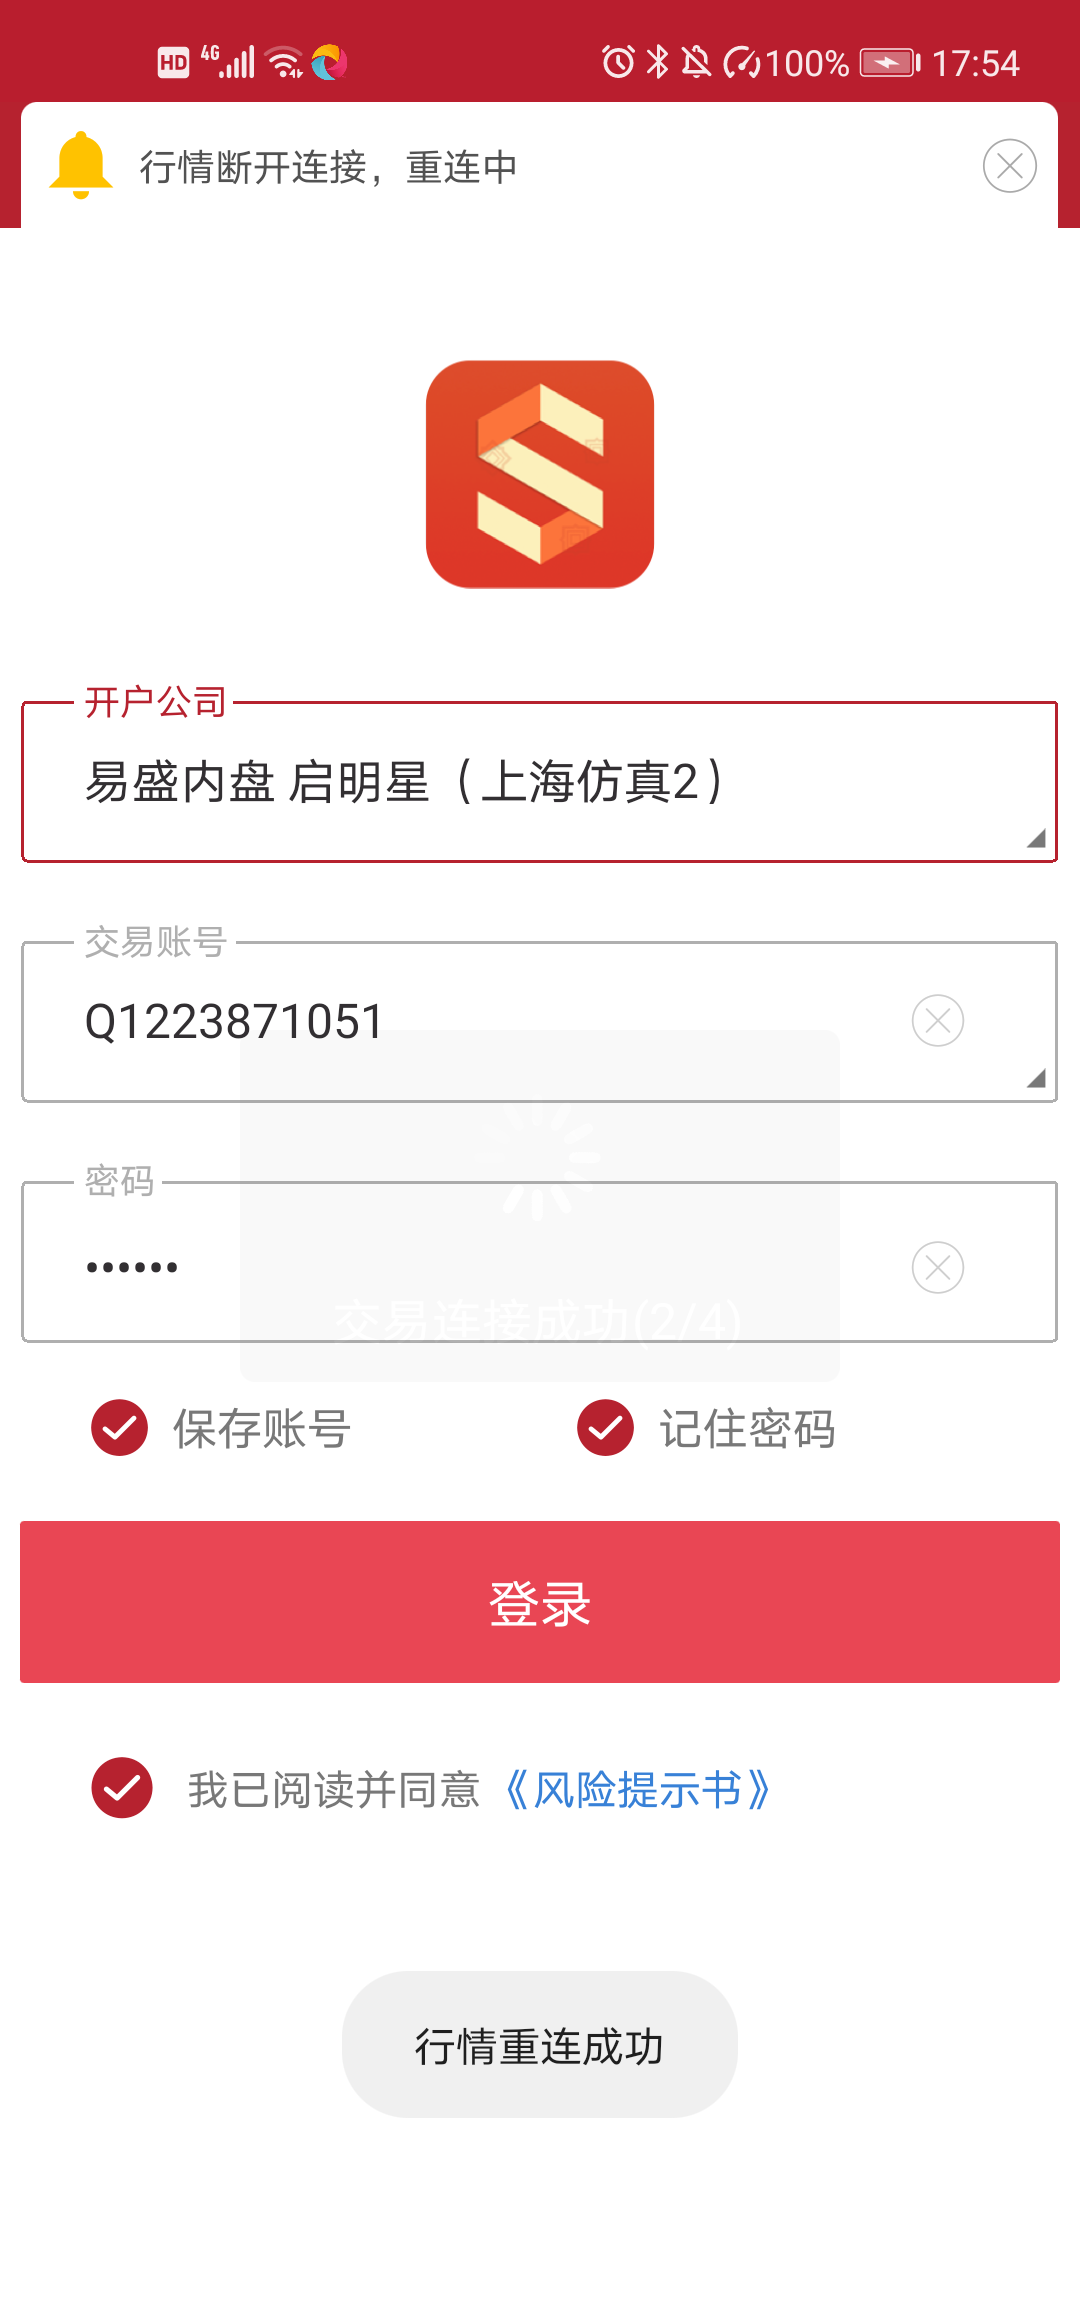 HD 4G 100% 17:54
行情断开连接，重连中
开户公司
易盛内盘 启明星（上海仿真2）
交易账号
Q1223871051
密码
••••••
交易连接成功(2/4)
保存账号 记住密码
登录
我已阅读并同意《风险提示书》
行情重连成功